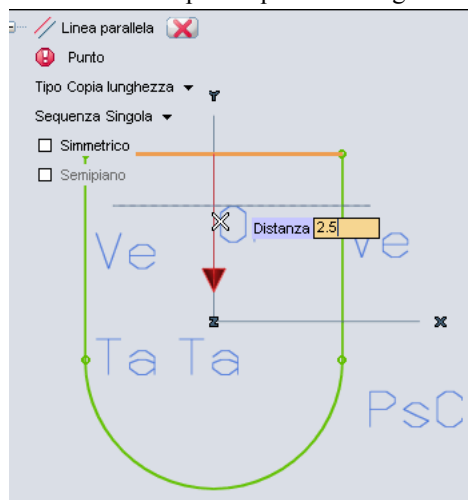 Linea parallela
Punto
Tipo Copia lunghezza
Y
Sequenza Singola
Simmetrico
Semipiano
Distanza 2.5
Ve Ve
Z X
Ta Ta
PsC